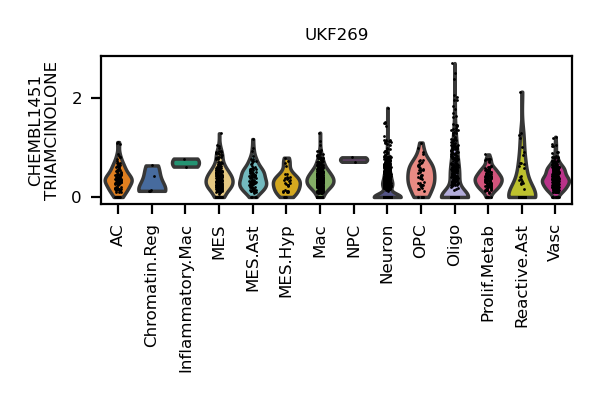 UKF269
CHEMBL1451
TRIAMCINOLONE
2
0
AC
Chromatin.Reg
Inflammatory.Mac
MES
MES.Ast
MES.Hyp
Mac
NPC
Neuron
OPC
Oligo
Prolif.Metab
Reactive.Ast
Vasc